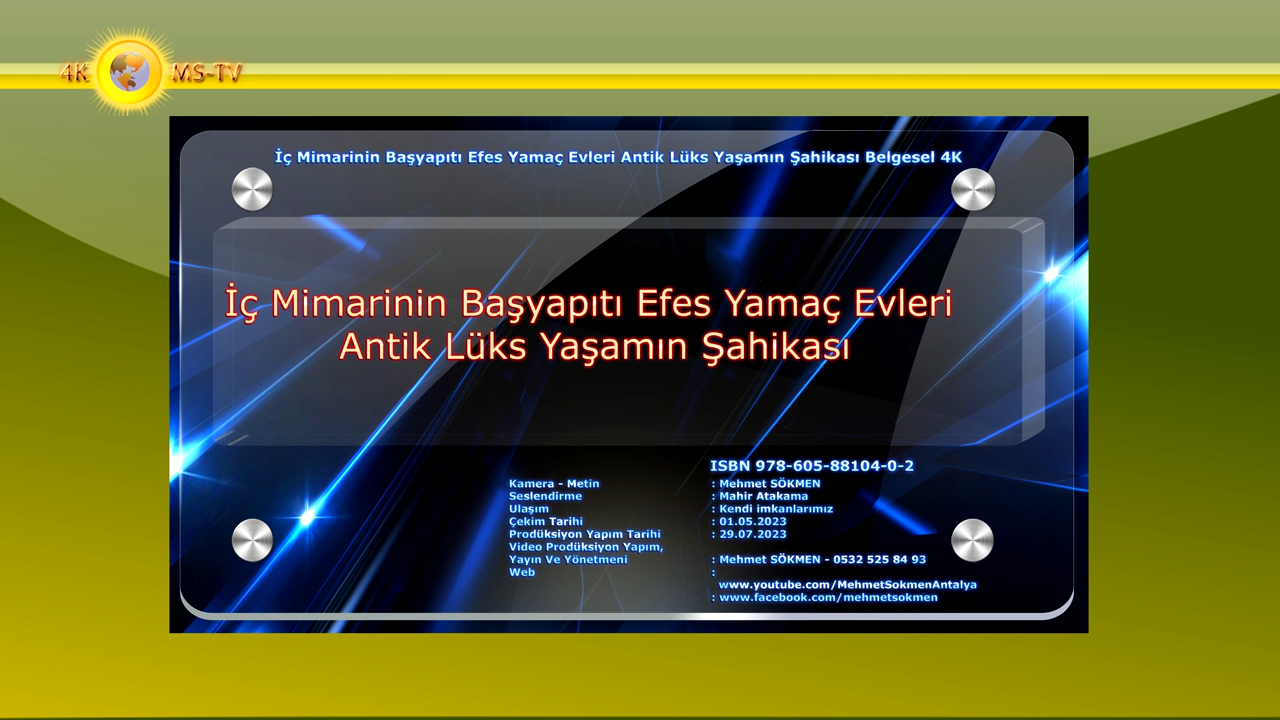 4K MS-TV
İç Mimarinin Başyapıtı Efes Yamaç Evleri Antik Lüks Yaşamın Şahikası Belgesel 4K
İç Mimarinin Başyapıtı Efes Yamaç Evleri
Antik Lüks Yaşamın Şahikası
ISBN 978-605-88104-0-2
Kamera - Metin : Mehmet SÖKMEN
Seslendirme : Mahir Atakama
Ulaşım : Kendi imkanlarımız
Çekim Tarihi : 01.05.2023
Prodüksiyon Yapım Tarihi : 29.07.2023
Video Prodüksiyon Yapım,
Yayın Ve Yönetmeni : Mehmet SÖKMEN - 0532 525 84 93
Web :
www.youtube.com/MehmetSokmenAntalya
: www.facebook.com/mehmetsokmen